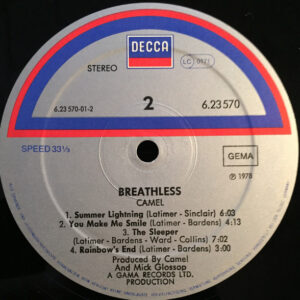 DECCA
STEREO
LC 0171
6.23 570-01-2
2
6.23 570
SPEED 33⅓
GEMA
Ⓟ 1978
BREATHLESS
CAMEL
1. Summer Lightning (Latimer - Sinclair) 6:03
2. You Make Me Smile (Latimer - Bardens) 4:13
3. The Sleeper
(Latimer - Bardens - Ward - Collins) 7:02
4. Rainbow's End (Latimer - Bardens) 3:00
Produced by Camel
And Mick Glossop
A GAMA RECORDS LTD.
PRODUCTION